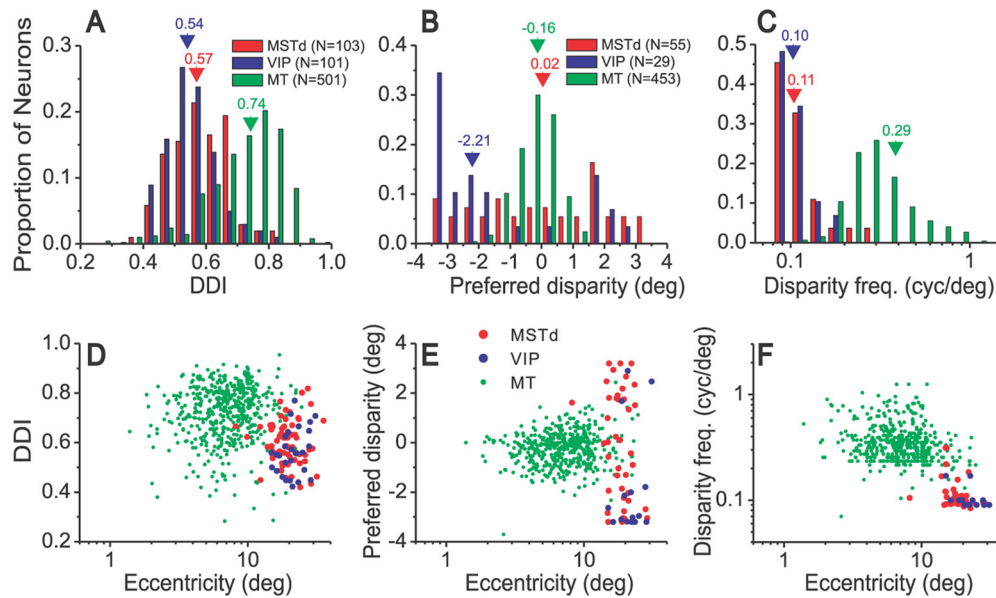 A
0.54
0.57
0.74
MSTd (N=103)
VIP (N=101)
MT (N=501)
Proportion of Neurons
0.3
0.2
0.1
0.0
0.2 0.4 0.6 0.8 1.0
DDI
B
-0.16
0.02
-2.21
MSTd (N=55)
VIP (N=29)
MT (N=453)
0.4
0.3
0.2
0.1
0.0
-4 -3 -2 -1 0 1 2 3 4
Preferred disparity (deg)
C
0.10
0.11
0.29
0.5
0.4
0.3
0.2
0.1
0.0
0.1 1
Disparity freq. (cyc/deg)
D
DDI
1.0
0.8
0.6
0.4
0.2
1 10
Eccentricity (deg)
E
MSTd
VIP
MT
Preferred disparity (deg)
4
2
0
-2
-4
1 10
Eccentricity (deg)
F
Disparity freq. (cyc/deg)
1
0.1
1 10
Eccentricity (deg)